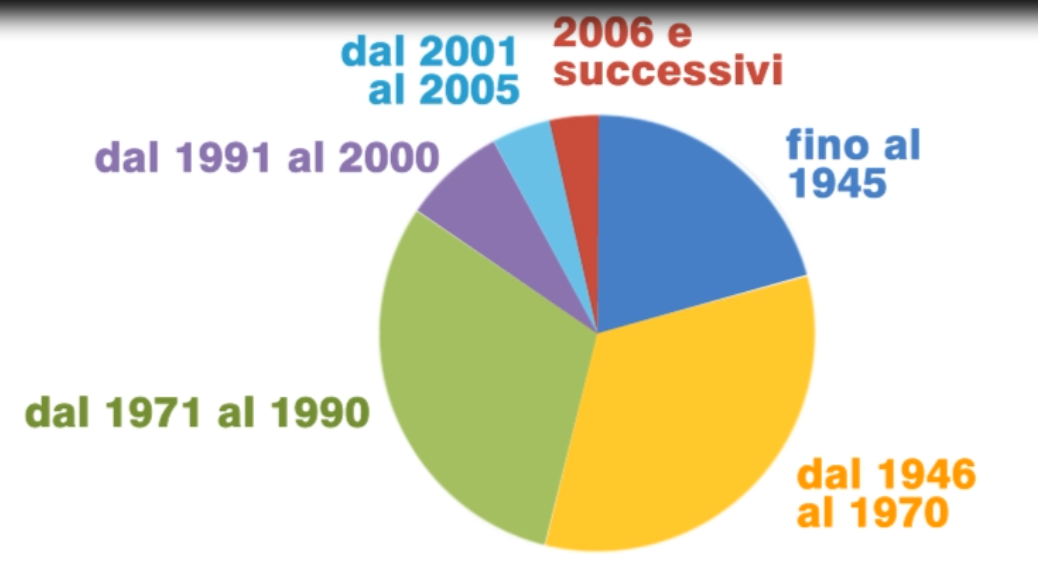 2006 e
successivi
dal 2001
al 2005
fino al
1945
dal 1991 al 2000
dal 1971 al 1990
dal 1946
al 1970